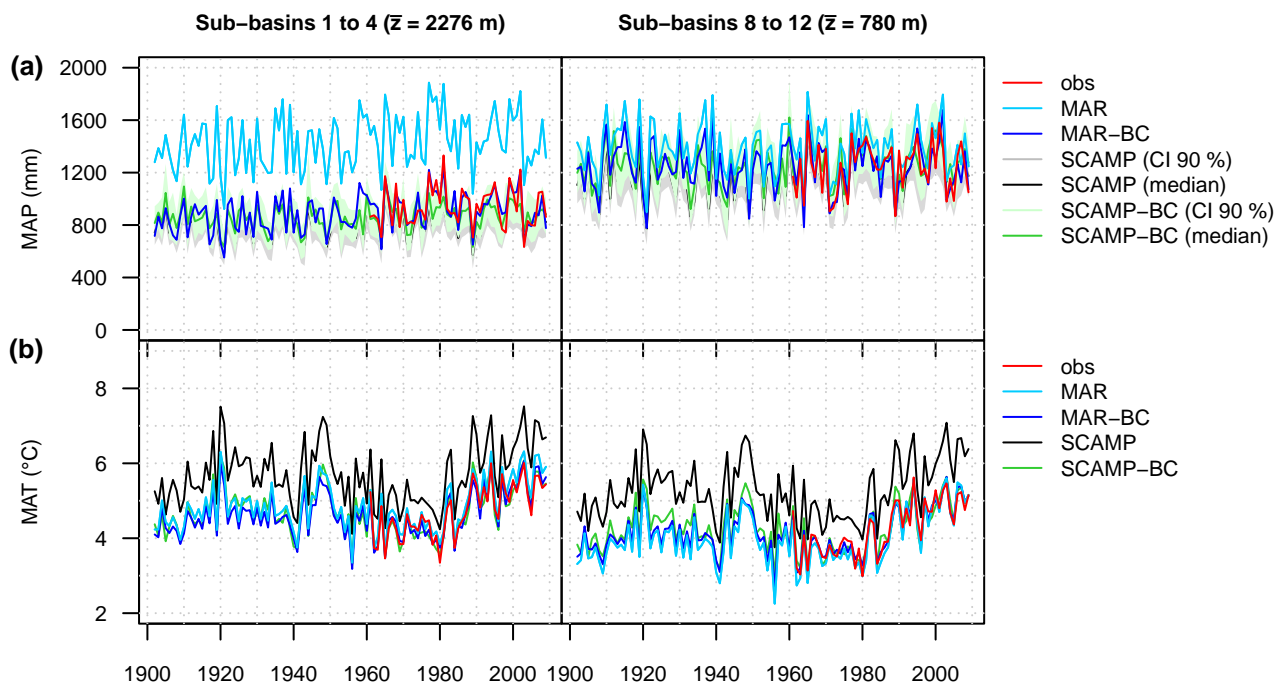 Sub−basins 1 to 4 (z̅ = 2276 m)
Sub−basins 8 to 12 (z̅ = 780 m)
(a)
MAP (mm)
2000
1600
1200
800
400
0
obs
MAR
MAR−BC
SCAMP (CI 90 %)
SCAMP (median)
SCAMP−BC (CI 90 %)
SCAMP−BC (median)
(b)
MAT (°C)
8
6
4
2
obs
MAR
MAR−BC
SCAMP
SCAMP−BC
1900 1920 1940 1960 1980 2000
1900 1920 1940 1960 1980 2000